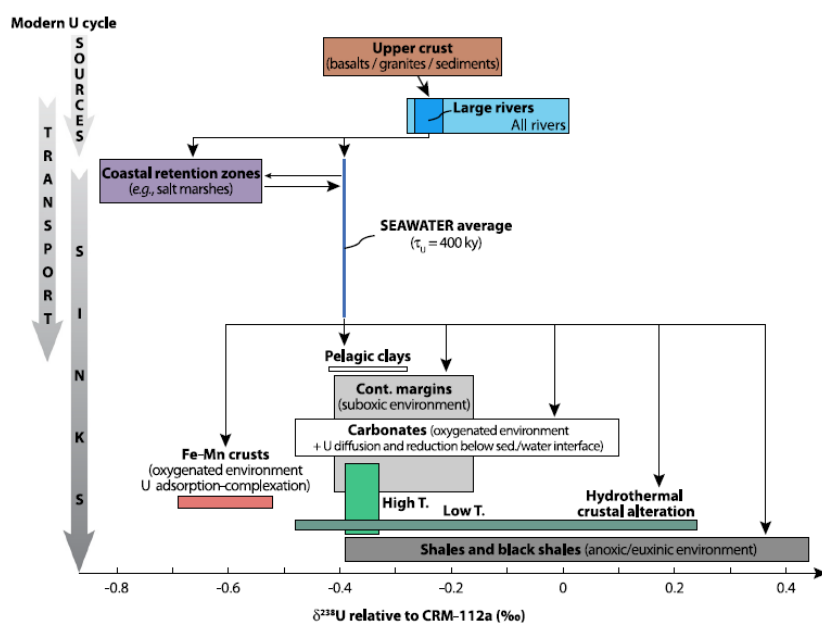 Modern U cycle
SOURCES
TRANSPORT
SINKS
Upper crust
(basalts / granites / sediments)
Large rivers
All rivers
Coastal retention zones
(e.g., salt marshes)
SEAWATER average
(τU = 400 ky)
Pelagic clays
Cont. margins
(suboxic environment)
Carbonates (oxygenated environment
+ U diffusion and reduction below sed./water interface)
Fe–Mn crusts
(oxygenated environment
U adsorption–complexation)
High T.
Low T.
Hydrothermal
crustal alteration
Shales and black shales (anoxic/euxinic environment)
-0.8 -0.6 -0.4 -0.2 0 0.2 0.4
δ²³⁸U relative to CRM–112a (‰)